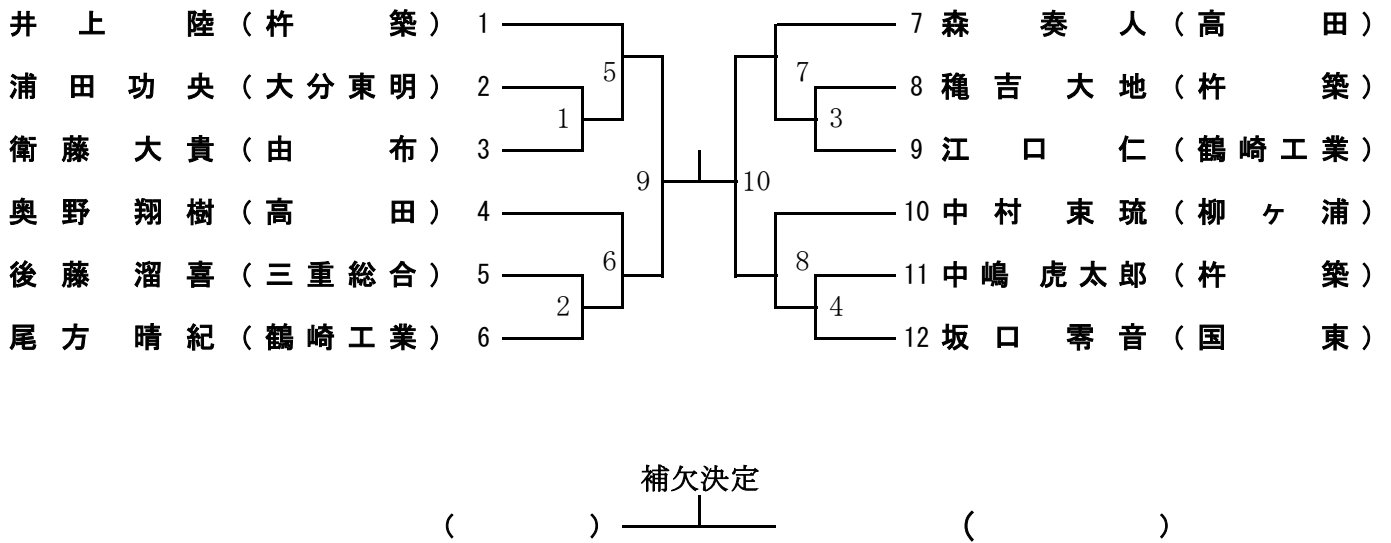 井上 陸 (杵 築) 1
浦田功央 (大分東明) 2
衛藤大貴 (由 布) 3
奥野翔樹 (高 田) 4
後藤溜喜 (三重総合) 5
尾方晴紀 (鶴崎工業) 6
5
1
9
6
2
7 森 奏人 (高 田)
8 穐吉大地 (杵 築)
9 江口 仁 (鶴崎工業)
10 中村束琉 (柳ヶ浦)
11 中嶋虎太郎 (杵 築)
12 坂口零音 (国 東)
7
3
10
8
4
補欠決定
( ) ( )